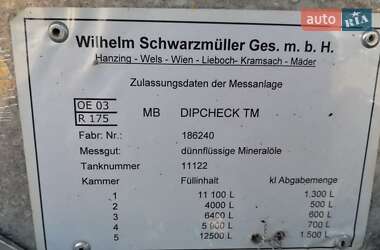 auto RIA
Wilhelm Schwarzmüller Ges. m. b. H.
Hanzing - Wels - Wien - Lieboch- Kramsach - Mäder
Zulassungsdaten der Messanlage
OE 03
R 175
MB DIPCHECK TM
Fabr. Nr.: 186240
Messgut: dünnflüssige Mineralöle
Tanknummer 11122
Kammer Füllinhalt kl Abgabemenge
1 11 100 L 1.300 L
2 4000 L 500 L
3 6400 L 600 L
4 L 700 L
5 12500 L 1.500 L